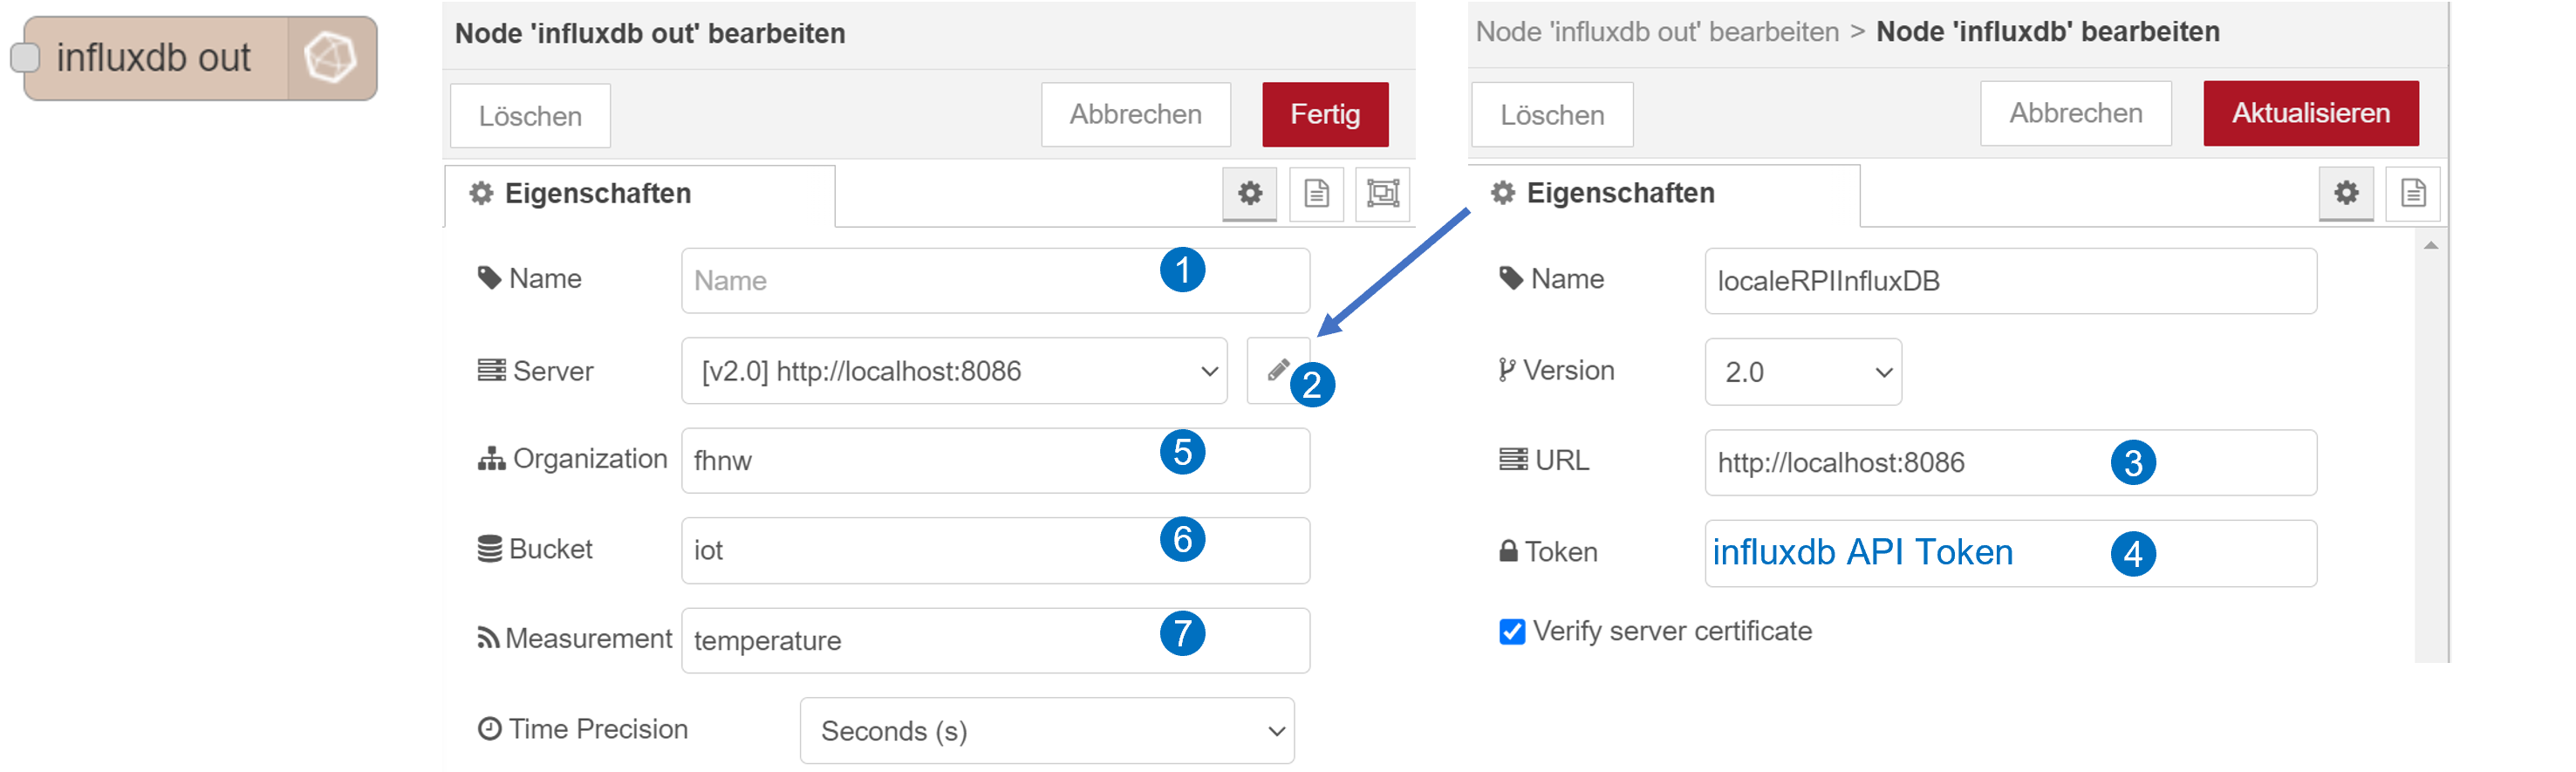 influxdb out
Node 'influxdb out' bearbeiten
Löschen
Abbrechen
Fertig
Eigenschaften
Name
Name
1
Server
[v2.0] http://localhost:8086
2
Organization
fhnw
5
Bucket
iot
6
Measurement
temperature
7
Time Precision
Seconds (s)
Node 'influxdb out' bearbeiten > Node 'influxdb' bearbeiten
Löschen
Abbrechen
Aktualisieren
Eigenschaften
Name
localeRPIInfluxDB
Version
2.0
URL
http://localhost:8086
3
Token
influxdb API Token
4
Verify server certificate